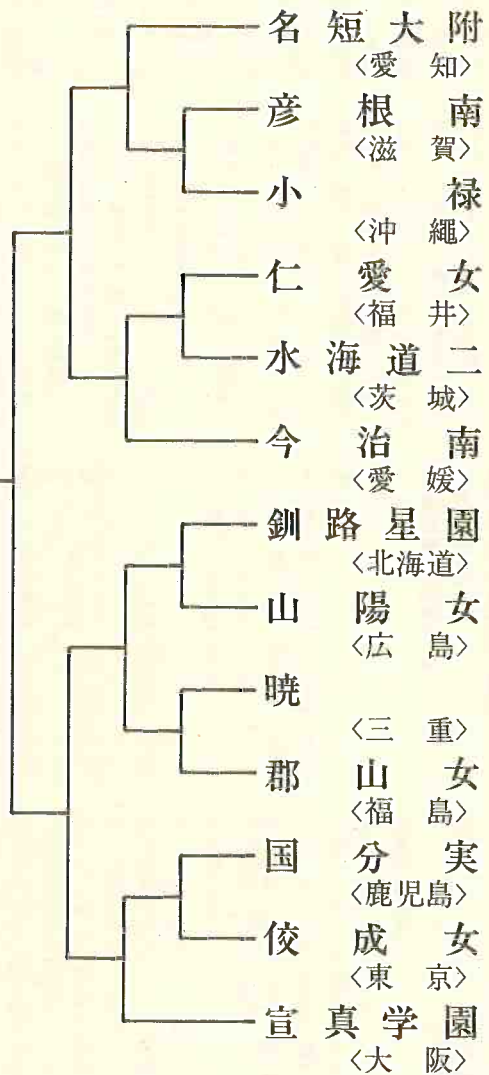 名短大附
<愛知>
彦根南
<滋賀>
小禄
<沖縄>
仁愛女
<福井>
水海道二
<茨城>
今治南
<愛媛>
釧路星園
<北海道>
山陽女
<広島>
暁
<三重>
郡山女
<福島>
国分実
<鹿児島>
佼成女
<東京>
宣真学園
<大阪>